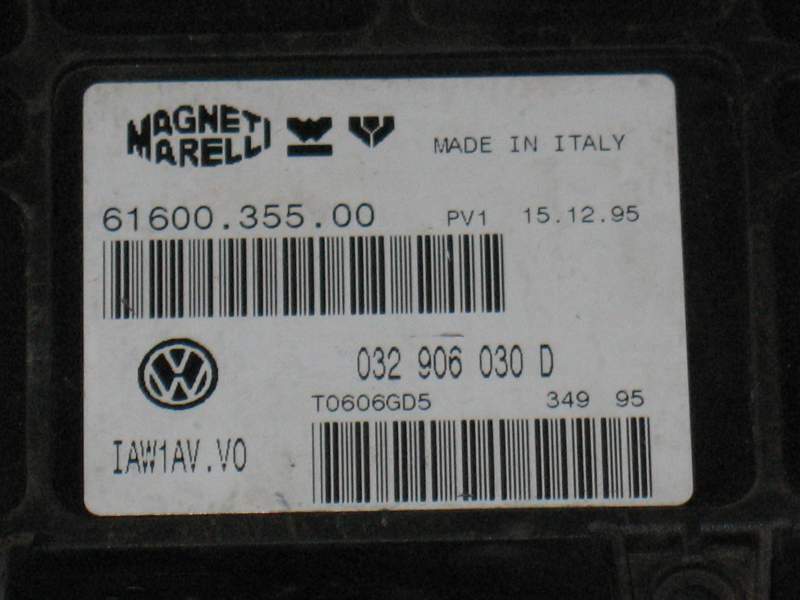 MAGNETI MARELLI W MADE IN ITALY
61600.355.00 PV1 15.12.95
VW 032 906 030 D
T0606GD5 349 95
IAW1AV.V0